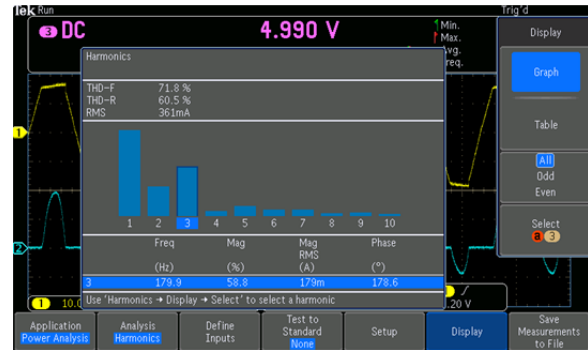 Tek Run
Trig'd
3 DC
4.990 V
Min.
Max.
Avg.
Freq.
Harmonics
THD-F 71.8 %
THD-R 60.5 %
RMS 361mA
1 2 3 4 5 6 7 8 9 10
Freq Mag Mag Phase
RMS
(Hz) (%) (A) (°)
3 179.9 58.8 179m 178.6
Use 'Harmonics → Display → Select' to select a harmonic
1
2
1 10.0
.20 V
Display
Graph
Table
All
Odd
Even
Select
a 3
Application
Power Analysis
Analysis
Harmonics
Define
Inputs
Test to
Standard
None
Setup
Display
Save
Measurements
to File